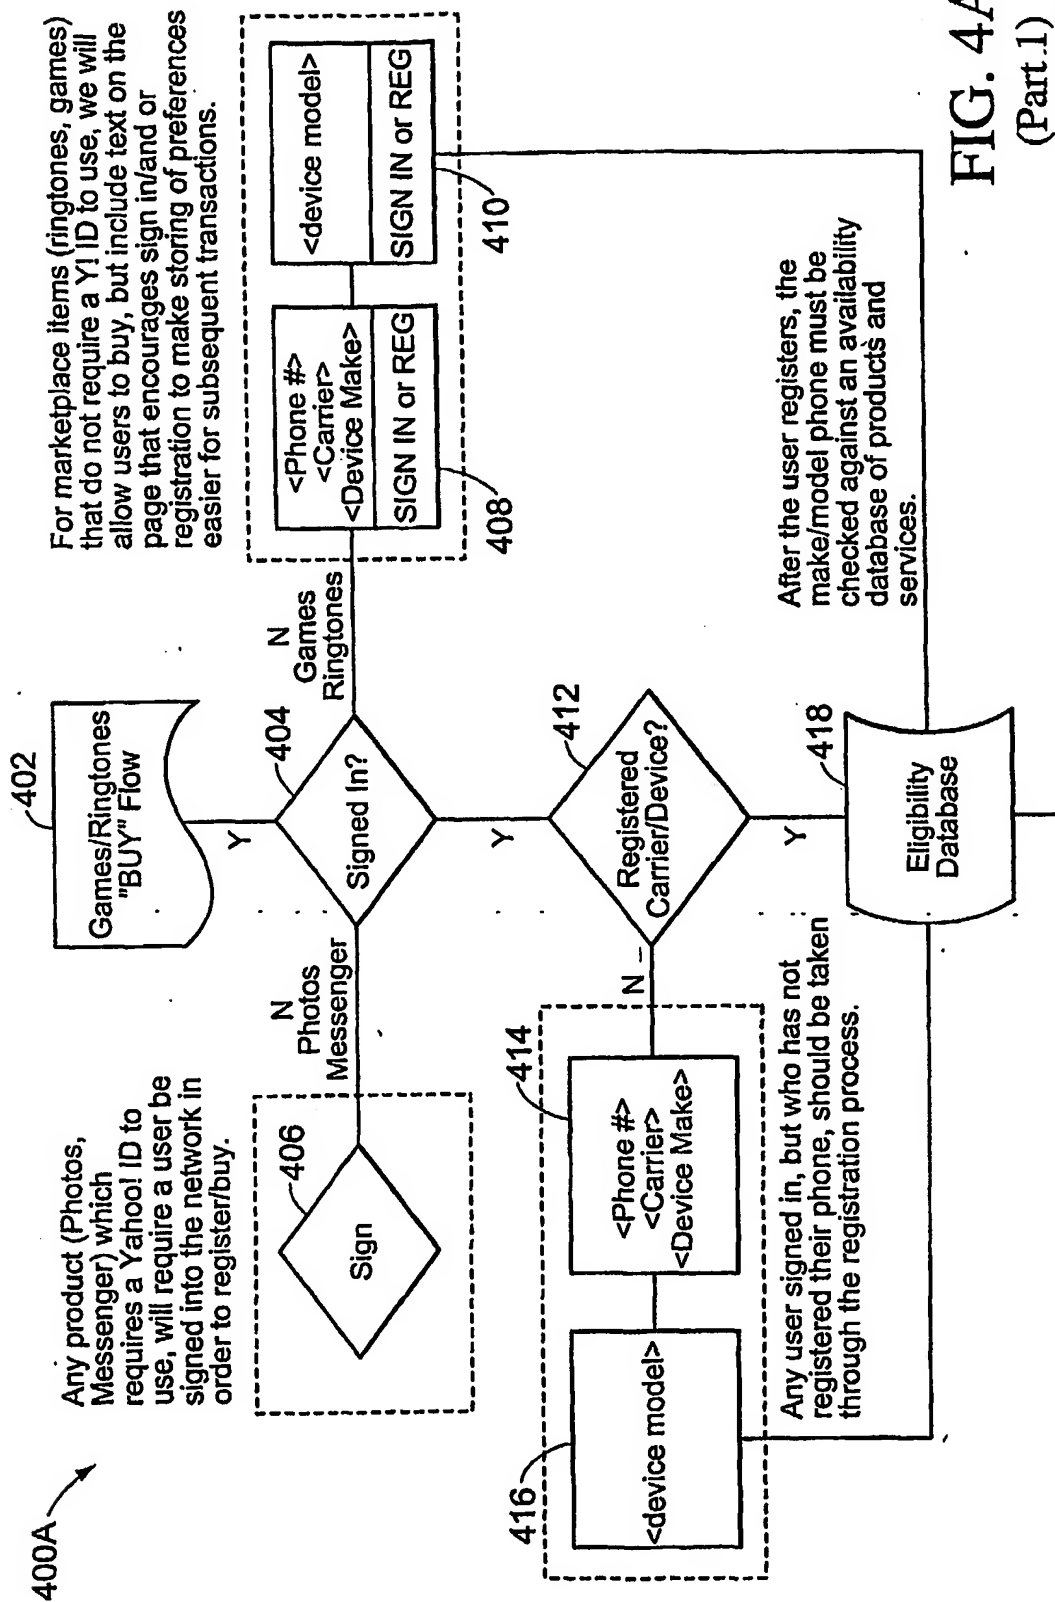 400A
Any product (Photos,
Messenger) which
requires a Yahoo! ID to
use, will require a user be
signed into the network in
order to register/buy.
402
Games/Ringtones
"BUY" Flow
For marketplace items (ringtones, games)
that do not require a Y! ID to use, we will
allow users to buy, but include text on the
page that encourages sign in/and or
registration to make storing of preferences
easier for subsequent transactions.
Y
404
Signed In?
N
Photos
Messenger
406
Sign
N
Games
Ringtones
<Phone #>
<Carrier>
<Device Make>
SIGN IN or REG
408
<device model>
SIGN IN or REG
410
Y
412
Registered
Carrier/Device?
N
414
<Phone #>
<Carrier>
<Device Make>
416
<device model>
Y
418
Eligibility
Database
Any user signed in, but who has not
registered their phone, should be taken
through the registration process.
After the user registers, the
make/model phone must be
checked against an availability
database of products and
services.
FIG. 4A
(Part 1)